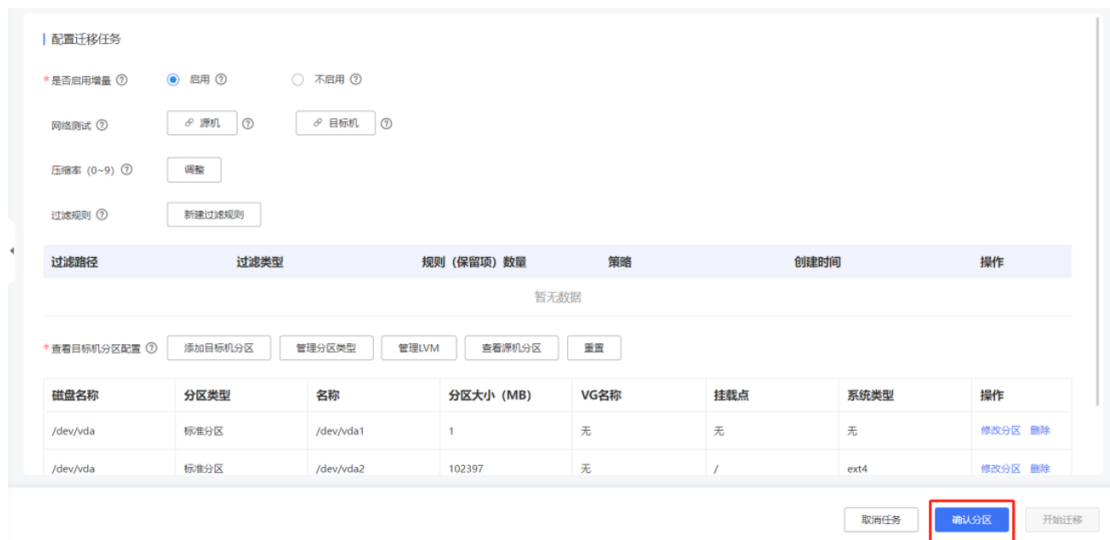 配置迁移任务
*是否启用增量 ? 启用 ? 不启用 ?
网络测试 ? 源机 ? 目标机 ?
压缩率（0~9） ? 调整
过滤规则 ? 新建过滤规则
过滤路径 过滤类型 规则（保留项）数量 策略 创建时间 操作
暂无数据
*查看目标机分区配置 ? 添加目标机分区 管理分区类型 管理LVM 查看源机分区 重置
磁盘名称 分区类型 名称 分区大小（MB） VG名称 挂载点 系统类型 操作
/dev/vda 标准分区 /dev/vda1 1 无 无 无 修改分区 删除
/dev/vda 标准分区 /dev/vda2 102397 无 / ext4 修改分区 删除
取消任务 确认分区 开始迁移